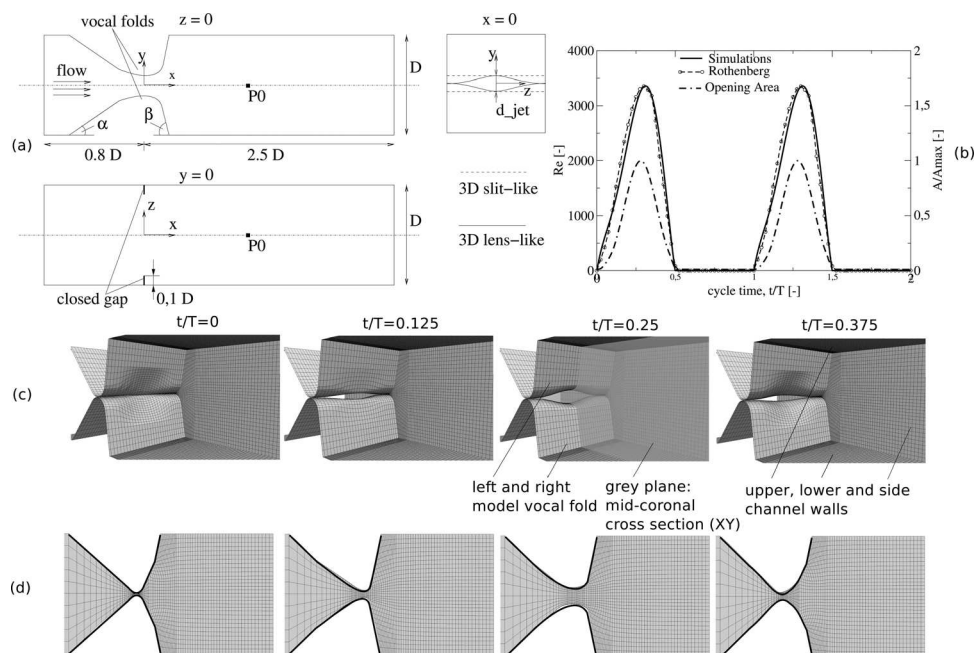 vocal folds
z = 0
y
flow
x
P0
D
(a)
α
β
0.8 D
2.5 D
y = 0
z
x
P0
D
closed gap
0,1 D
x = 0
y
z
d_jet
3D slit-like
3D lens-like
4000
3000
2000
1000
0
Re [-]
Simulations
Rothenberg
Opening Area
2
1,5
1
0,5
0
A/Amax [-]
(b)
0
0,5
1
1,5
2
cycle time, t/T [-]
t/T=0
t/T=0.125
t/T=0.25
t/T=0.375
(c)
left and right
model vocal fold
grey plane:
mid-coronal
cross section (XY)
upper, lower and side
channel walls
(d)